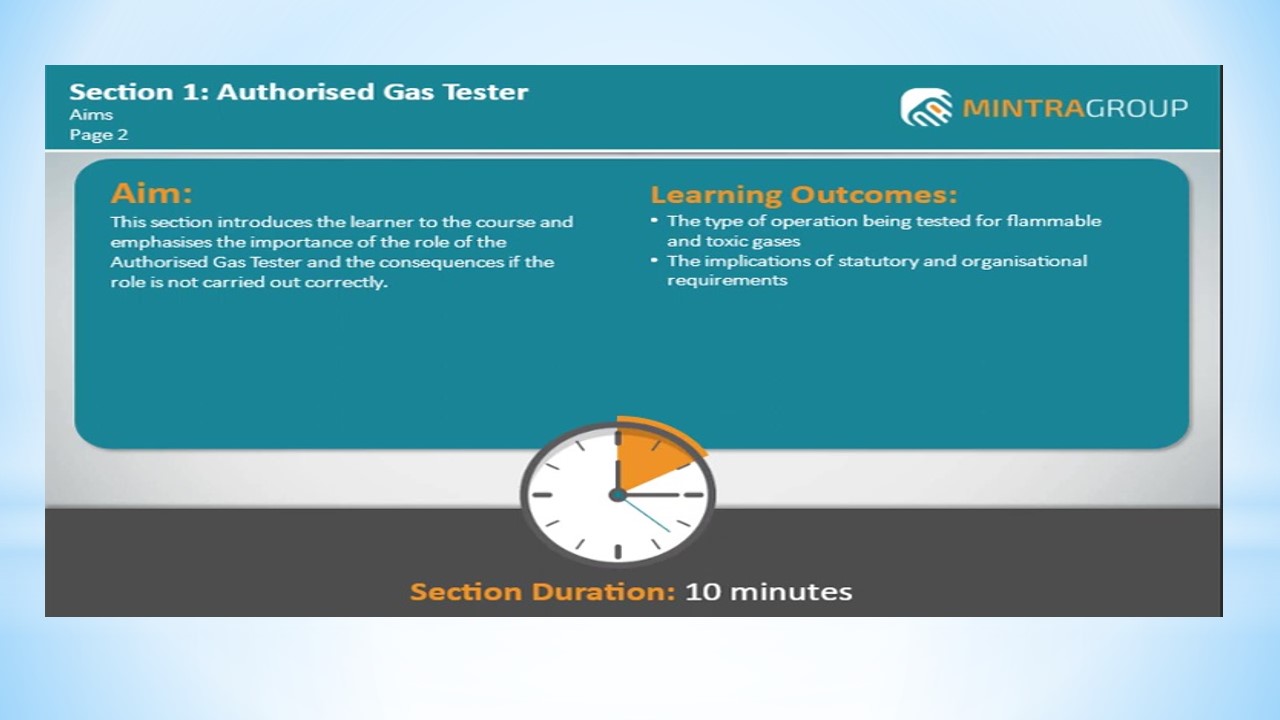 Section 1: Authorised Gas Tester
Aims
Page 2
MINTRAGROUP
Aim:
This section introduces the learner to the course and
emphasises the importance of the role of the
Authorised Gas Tester and the consequences if the
role is not carried out correctly.
Learning Outcomes:
• The type of operation being tested for flammable
and toxic gases
• The implications of statutory and organisational
requirements
Section Duration: 10 minutes